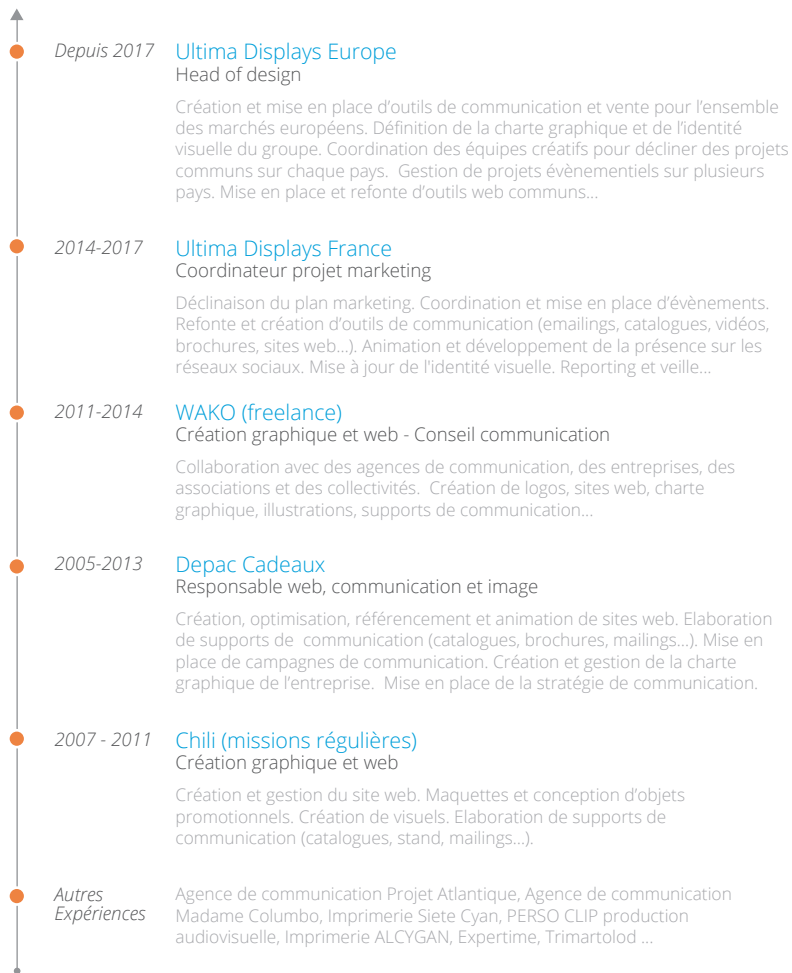 Depuis 2017
Ultima Displays Europe
Head of design
Création et mise en place d’outils de communication et vente pour l’ensemble
des marchés européens. Définition de la charte graphique et de l’identité
visuelle du groupe. Coordination des équipes créatifs pour décliner des projets
communs sur chaque pays.  Gestion de projets évènementiels sur plusieurs
pays. Mise en place et refonte d’outils web communs...
2014-2017
Ultima Displays France
Coordinateur projet marketing
Déclinaison du plan marketing. Coordination et mise en place d’évènements.
Refonte et création d’outils de communication (emailings, catalogues, vidéos,
brochures, sites web...). Animation et développement de la présence sur les
réseaux sociaux. Mise à jour de l'identité visuelle. Reporting et veille...
2011-2014
WAKO (freelance)
Création graphique et web - Conseil communication
Collaboration avec des agences de communication, des entreprises, des
associations et des collectivités.  Création de logos, sites web, charte
graphique, illustrations, supports de communication...
2005-2013
Depac Cadeaux
Responsable web, communication et image
Création, optimisation, référencement et animation de sites web. Elaboration
de supports de  communication (catalogues, brochures, mailings...). Mise en
place de campagnes de communication. Création et gestion de la charte
graphique de l’entreprise.  Mise en place de la stratégie de communication.
2007 - 2011
Chili (missions régulières)
Création graphique et web
Création et gestion du site web. Maquettes et conception d’objets
promotionnels. Création de visuels. Elaboration de supports de
communication (catalogues, stand, mailings...).
Autres
Expériences
Agence de communication Projet Atlantique, Agence de communication
Madame Columbo, Imprimerie Siete Cyan, PERSO CLIP production
audiovisuelle, Imprimerie ALCYGAN, Expertime, Trimartolod ...